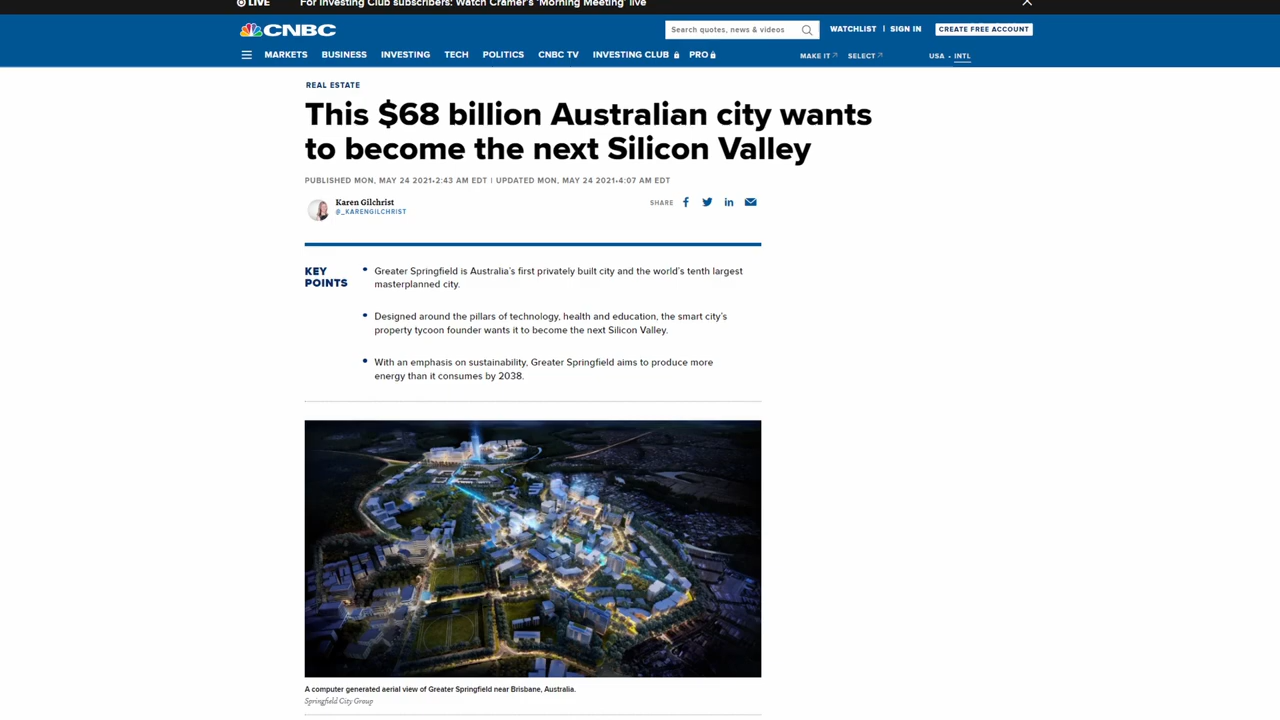 LIVE For Investing Club subscribers: Watch Cramer's 'Morning Meeting' live
CNBC Search quotes, news & videos WATCHLIST | SIGN IN CREATE FREE ACCOUNT
MARKETS BUSINESS INVESTING TECH POLITICS CNBC TV INVESTING CLUB PRO MAKE IT SELECT USA • INTL
REAL ESTATE
This $68 billion Australian city wants
to become the next Silicon Valley
PUBLISHED MON, MAY 24 2021•2:43 AM EDT | UPDATED MON, MAY 24 2021•4:07 AM EDT
Karen Gilchrist
@_KARENGILCHRIST
SHARE
KEY
POINTS
• Greater Springfield is Australia's first privately built city and the world's tenth largest
masterplanned city.
• Designed around the pillars of technology, health and education, the smart city's
property tycoon founder wants it to become the next Silicon Valley.
• With an emphasis on sustainability, Greater Springfield aims to produce more
energy than it consumes by 2038.
A computer generated aerial view of Greater Springfield near Brisbane, Australia.
Springfield City Group